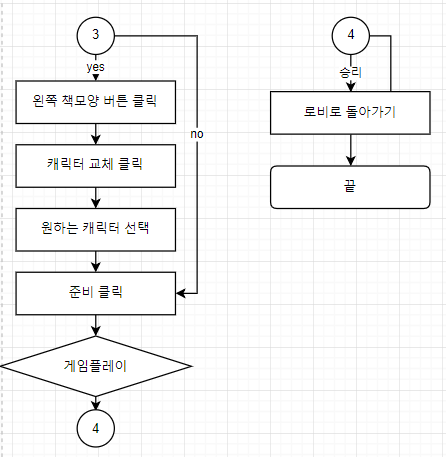 3
yes
왼쪽 책모양 버튼 클릭
no
캐릭터 교체 클릭
원하는 캐릭터 선택
준비 클릭
게임플레이
4
4
승리
로비로 돌아가기
끝